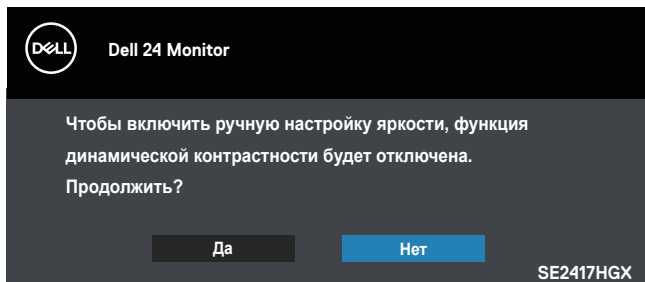 DELL
Dell 24 Monitor
Чтобы включить ручную настройку яркости, функция
динамической контрастности будет отключена.
Продолжить?
Да
Нет
SE2417HGX